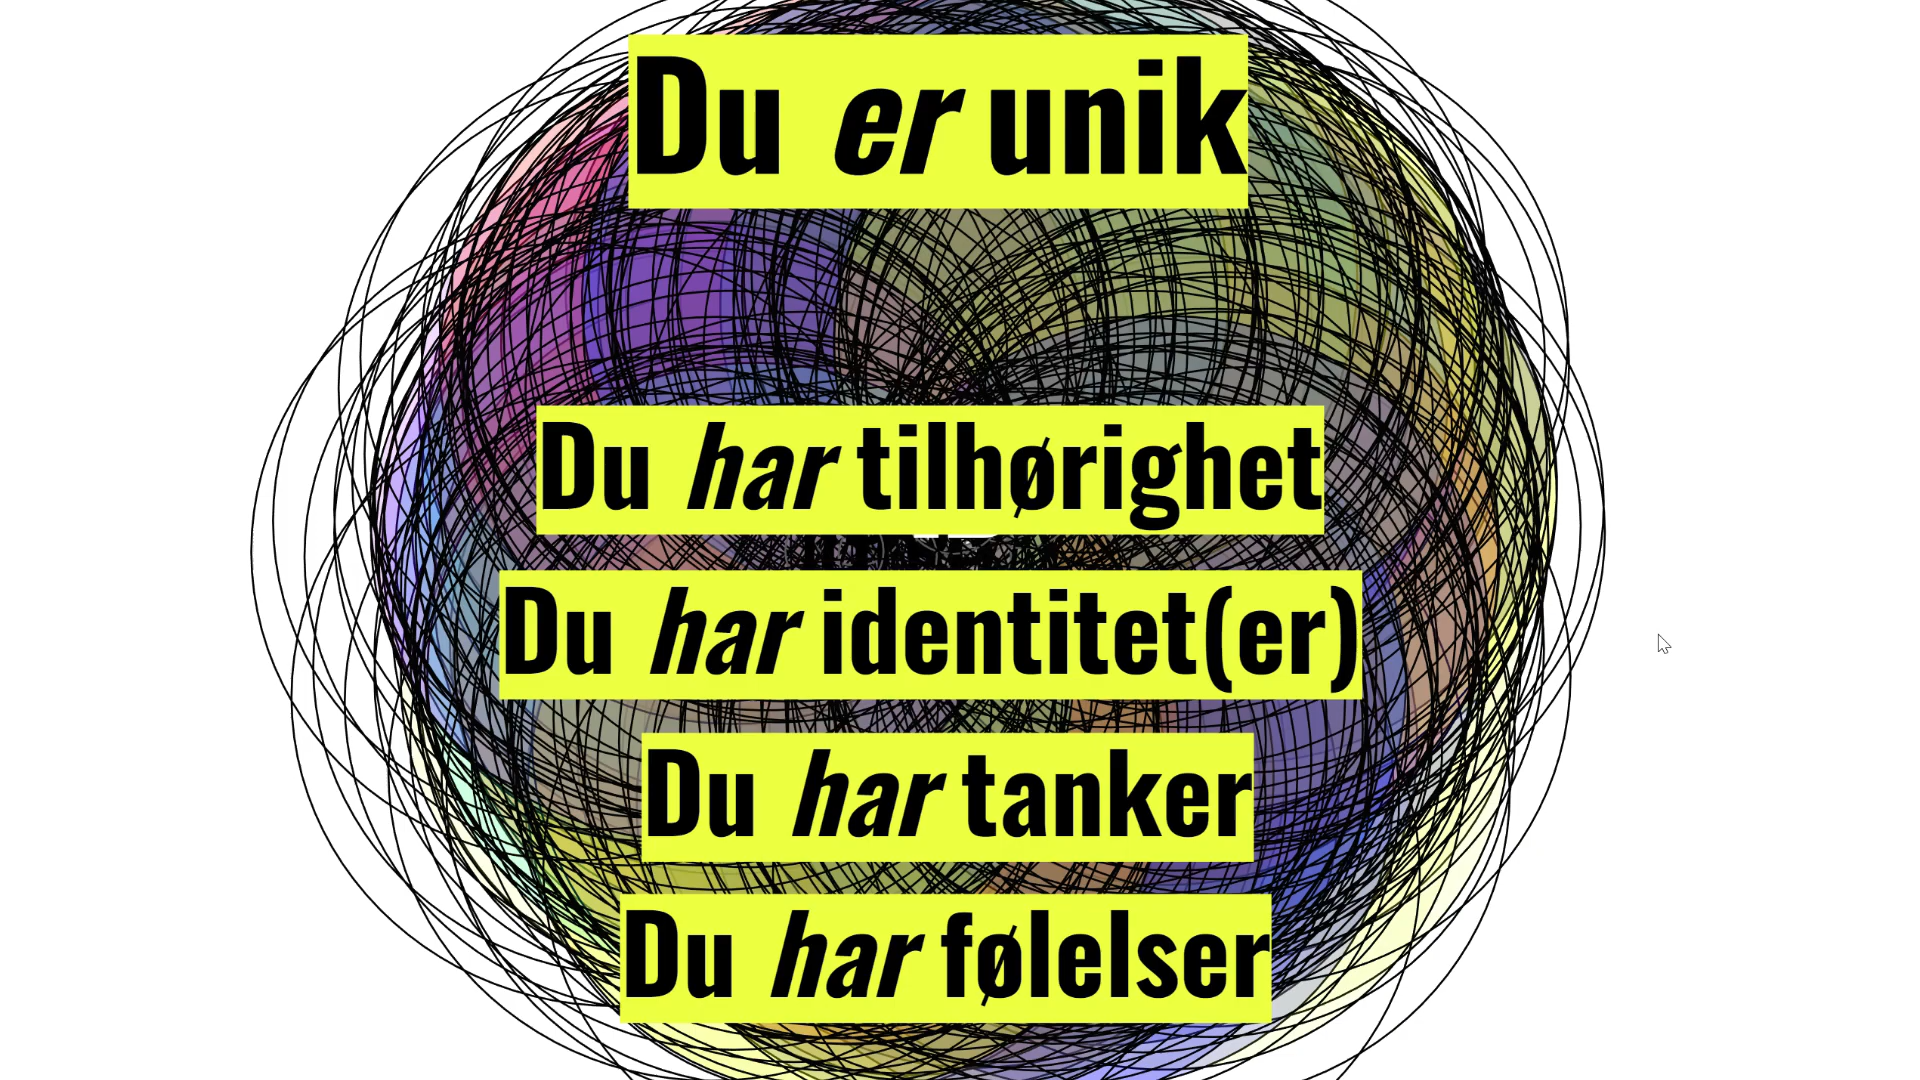 Du er unik
Du har tilhørighet
Du har identitet(er)
Du har tanker
Du har følelser